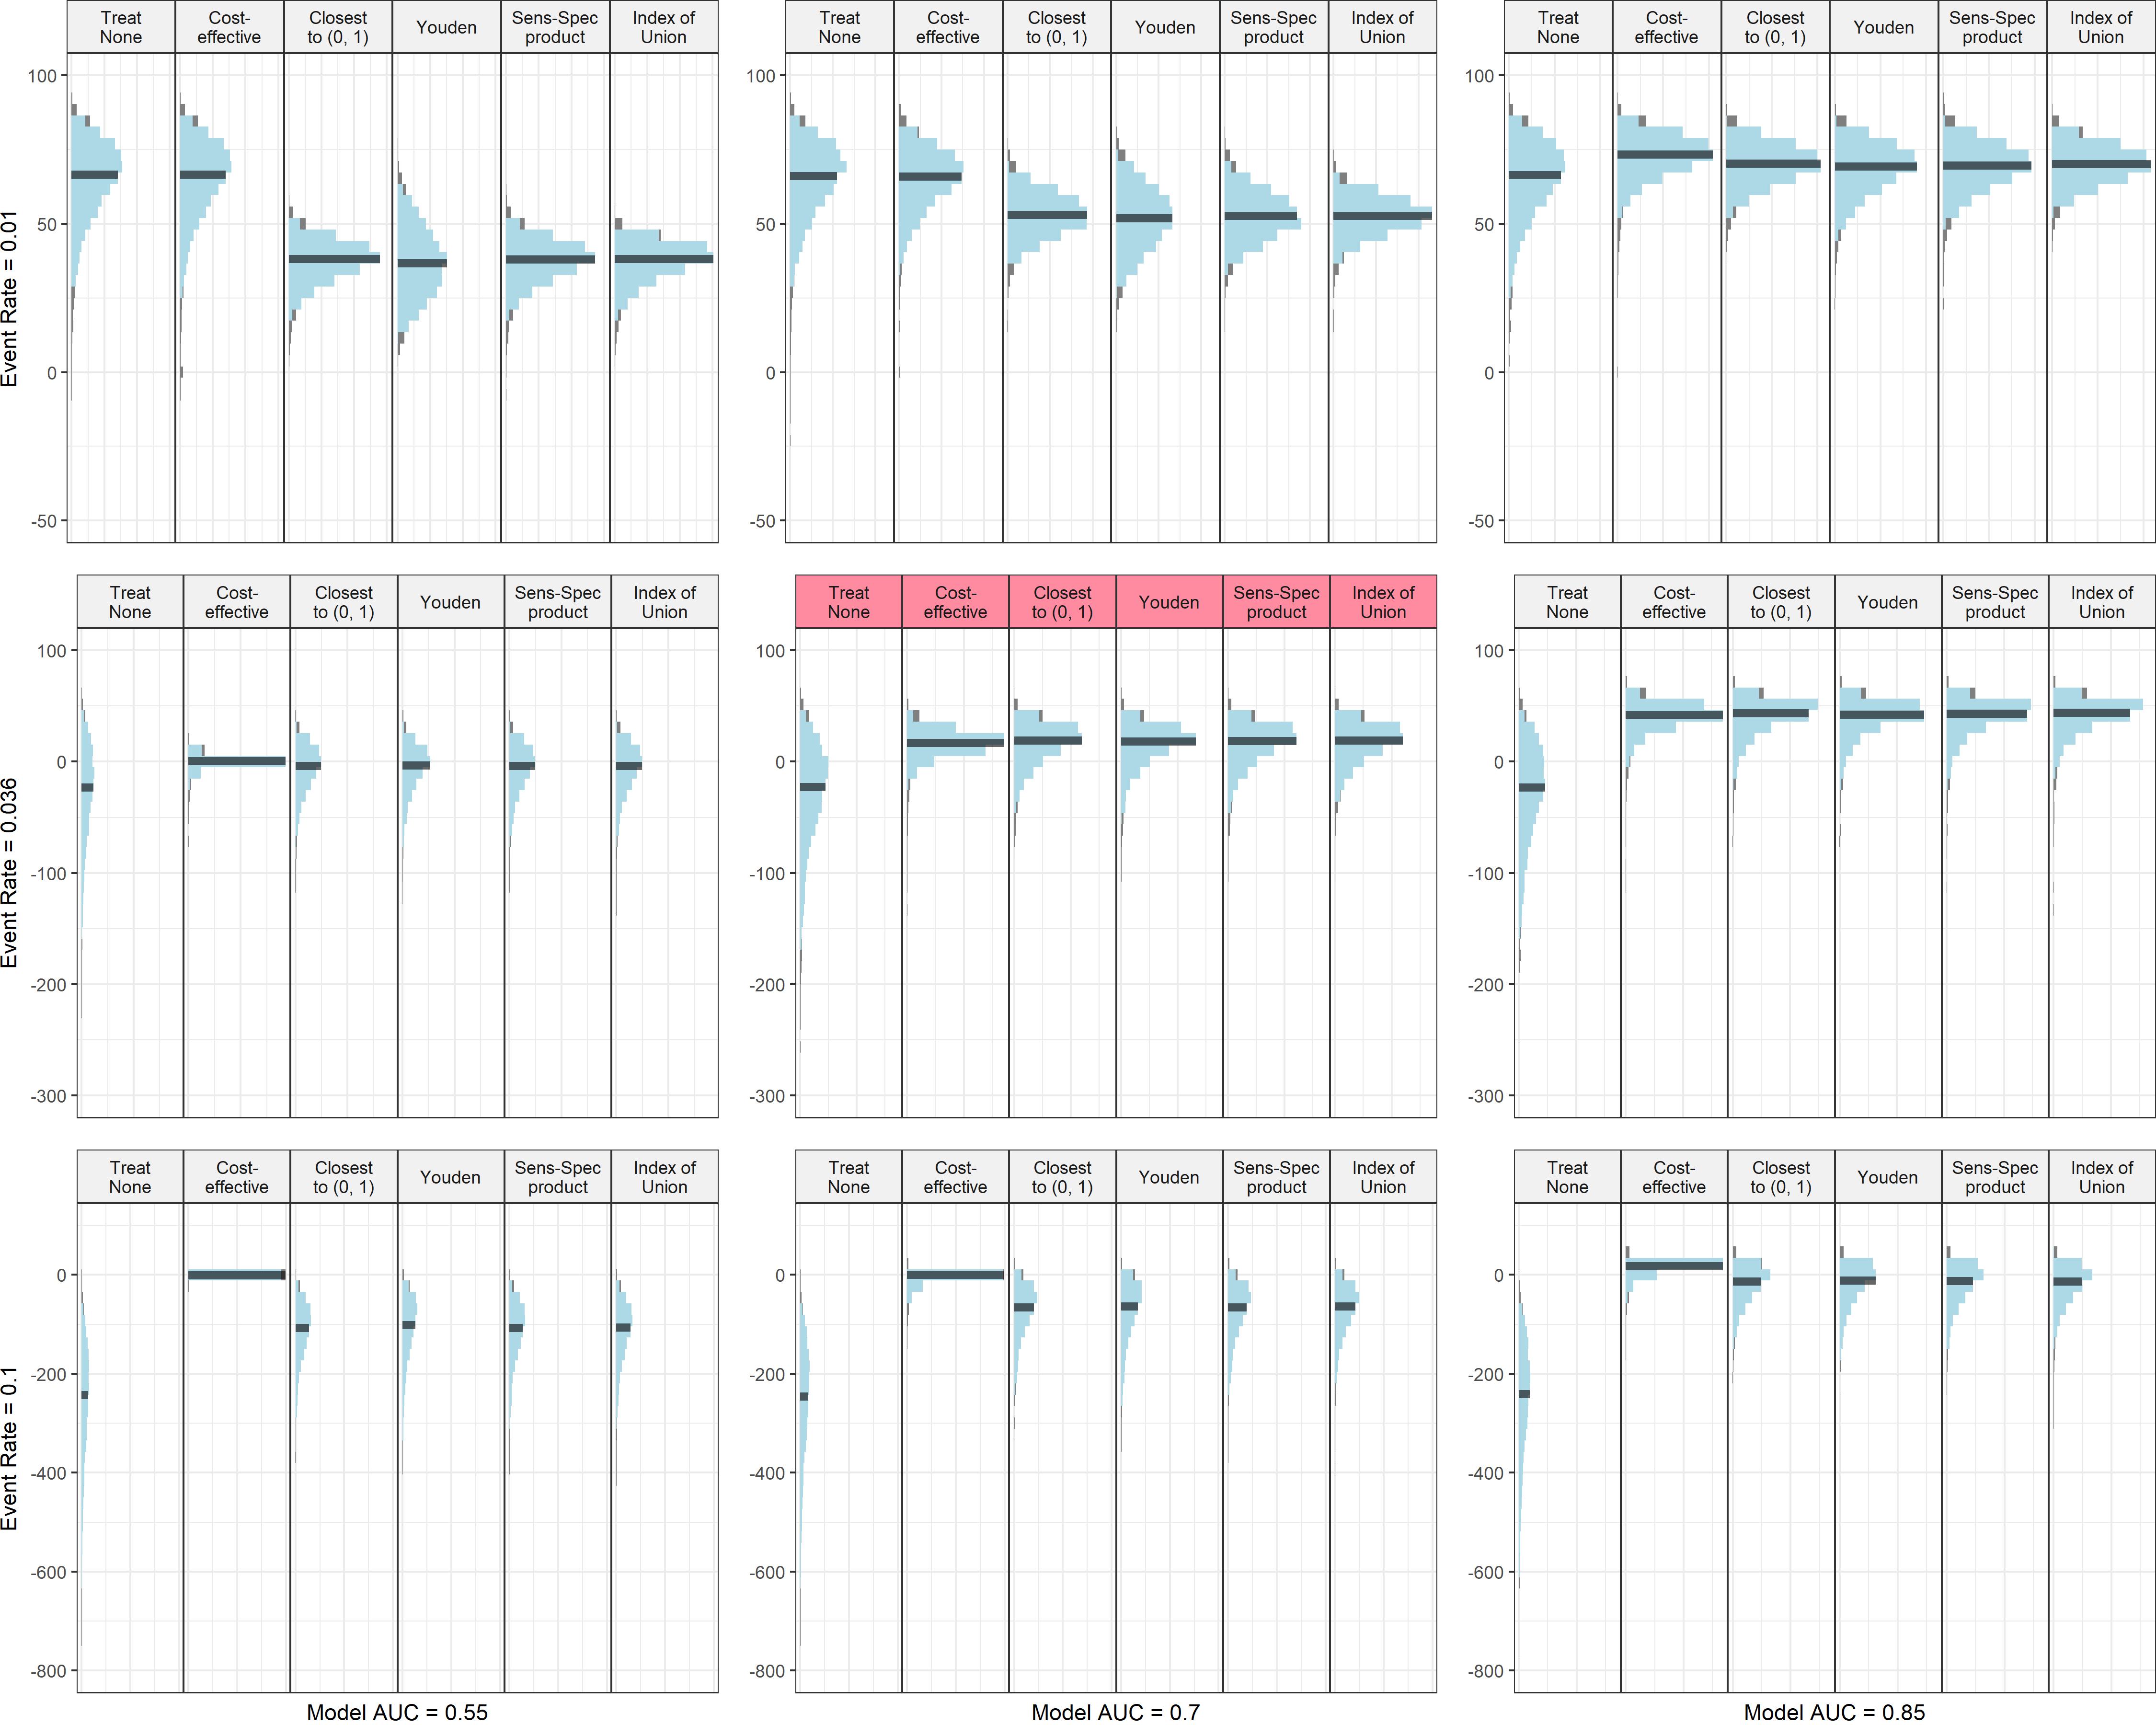 Treat Cost- Closest Youden Sens-Spec Index of Treat Cost- Closest Youden Sens-Spec Index of Treat Cost- Closest Youden Sens-Spec Index of
None effective to (0, 1) product Union None effective to (0, 1) product Union None effective to (0, 1) product Union
100 100 100
50 50 50
0 0 0
-50 -50 -50
Event Rate = 0.01
Treat Cost- Closest Youden Sens-Spec Index of Treat Cost- Closest Youden Sens-Spec Index of Treat Cost- Closest Youden Sens-Spec Index of
None effective to (0, 1) product Union None effective to (0, 1) product Union None effective to (0, 1) product Union
100 100 100
0 0 0
-100 -100 -100
-200 -200 -200
-300 -300 -300
Event Rate = 0.036
Treat Cost- Closest Youden Sens-Spec Index of Treat Cost- Closest Youden Sens-Spec Index of Treat Cost- Closest Youden Sens-Spec Index of
None effective to (0, 1) product Union None effective to (0, 1) product Union None effective to (0, 1) product Union
0 0 0
-200 -200 -200
-400 -400 -400
-600 -600 -600
-800 -800 -800
Event Rate = 0.1
Model AUC = 0.55 Model AUC = 0.7 Model AUC = 0.85